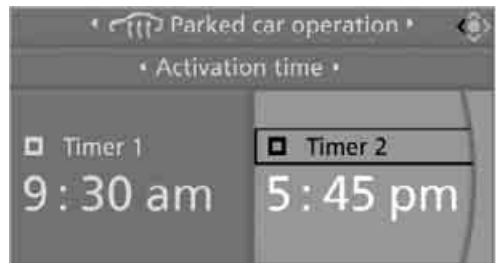 Parked car operation
Activation time
Timer 1
9 : 30 am
Timer 2
5 : 45 pm